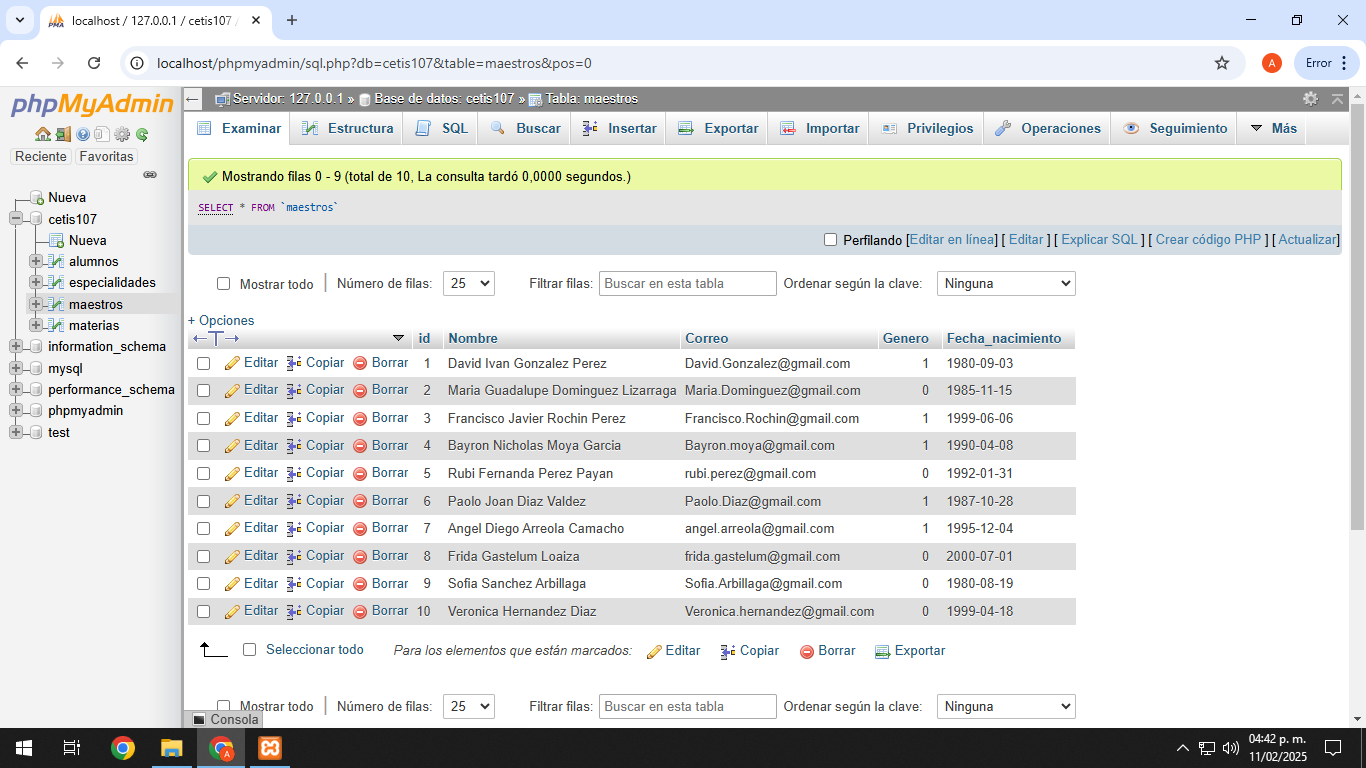 localhost / 127.0.0.1 / cetis107 /
localhost/phpmyadmin/sql.php?db=cetis107&table=maestros&pos=0
A
Error
phpMyAdmin
Reciente Favoritas
Nueva
cetis107
Nueva
alumnos
especialidades
maestros
materias
information_schema
mysql
performance_schema
phpmyadmin
test
Servidor: 127.0.0.1 » Base de datos: cetis107 » Tabla: maestros
Examinar Estructura SQL Buscar Insertar Exportar Importar Privilegios Operaciones Seguimiento Más
Mostrando filas 0 - 9 (total de 10, La consulta tardó 0,0000 segundos.)
SELECT * FROM `maestros`
Perfilando [Editar en línea] [ Editar ] [ Explicar SQL ] [ Crear código PHP ] [ Actualizar]
Mostrar todo Número de filas: 25 Filtrar filas: Buscar en esta tabla Ordenar según la clave: Ninguna
+ Opciones
←T→ id Nombre Correo Genero Fecha_nacimiento
Editar Copiar Borrar 1 David Ivan Gonzalez Perez David.Gonzalez@gmail.com 1 1980-09-03
Editar Copiar Borrar 2 Maria Guadalupe Dominguez Lizarraga Maria.Dominguez@gmail.com 0 1985-11-15
Editar Copiar Borrar 3 Francisco Javier Rochin Perez Francisco.Rochin@gmail.com 1 1999-06-06
Editar Copiar Borrar 4 Bayron Nicholas Moya Garcia Bayron.moya@gmail.com 1 1990-04-08
Editar Copiar Borrar 5 Rubi Fernanda Perez Payan rubi.perez@gmail.com 0 1992-01-31
Editar Copiar Borrar 6 Paolo Joan Diaz Valdez Paolo.Diaz@gmail.com 1 1987-10-28
Editar Copiar Borrar 7 Angel Diego Arreola Camacho angel.arreola@gmail.com 1 1995-12-04
Editar Copiar Borrar 8 Frida Gastelum Loaiza frida.gastelum@gmail.com 0 2000-07-01
Editar Copiar Borrar 9 Sofia Sanchez Arbillaga Sofia.Arbillaga@gmail.com 0 1980-08-19
Editar Copiar Borrar 10 Veronica Hernandez Diaz Veronica.hernandez@gmail.com 0 1999-04-18
Seleccionar todo Para los elementos que están marcados: Editar Copiar Borrar Exportar
Mostrar todo Número de filas: 25 Filtrar filas: Buscar en esta tabla Ordenar según la clave: Ninguna
Consola
04:42 p. m.
11/02/2025